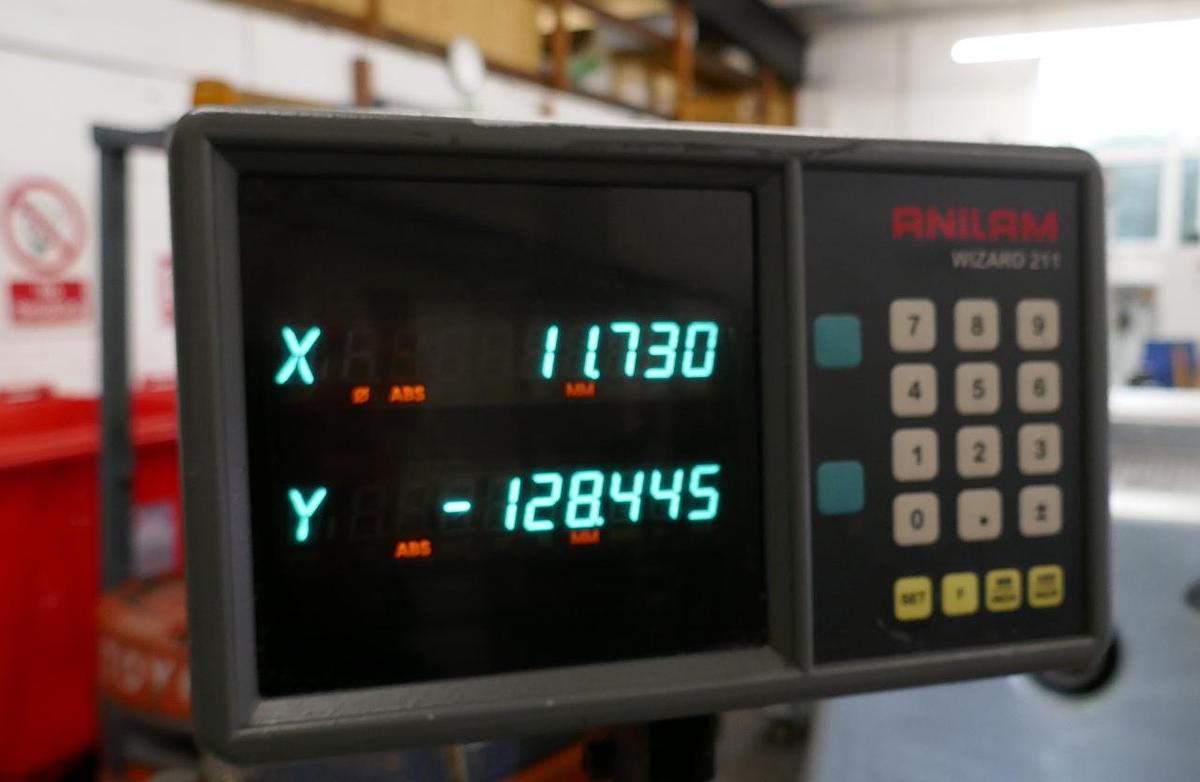 ANILAM
WIZARD 211
X 11.730
Ø ABS MM
Y -128.445
ABS MM
7 8 9
4 5 6
1 2 3
0 . ±
SET F